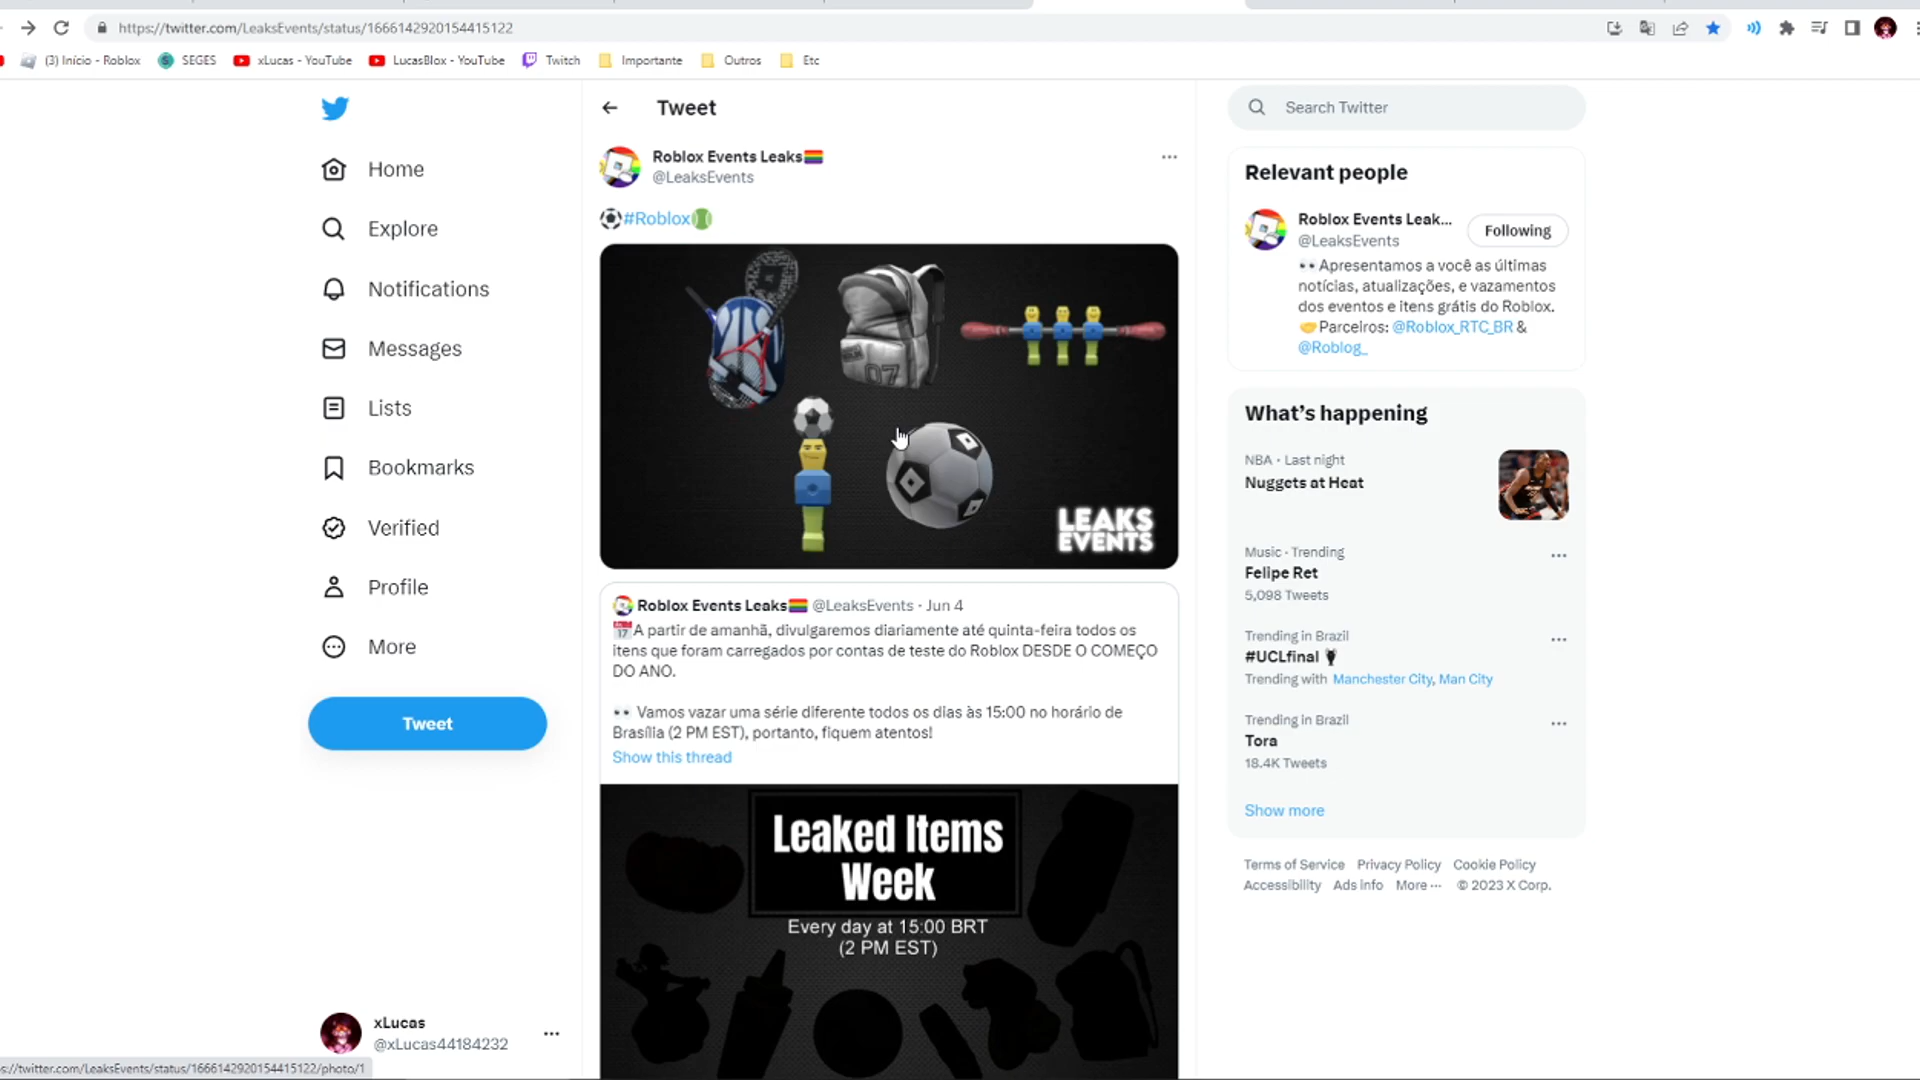 https://twitter.com/LeaksEvents/status/1666142920154415122
(3) Início - Roblox
SEGES
xLucas - YouTube
LucasBlox - YouTube
Twitch
Importante
Outros
Etc
Home
Explore
Notifications
Messages
Lists
Bookmarks
Verified
Profile
More
Tweet
xLucas
@xLucas44184232
Tweet
Roblox Events Leaks
@LeaksEvents
#Roblox
07
LEAKS
EVENTS
Roblox Events Leaks @LeaksEvents · Jun 4
A partir de amanhã, divulgaremos diariamente até quinta-feira todos os
itens que foram carregados por contas de teste do Roblox DESDE O COMEÇO
DO ANO.
Vamos vazar uma série diferente todos os dias às 15:00 no horário de
Brasília (2 PM EST), portanto, fiquem atentos!
Show this thread
Leaked Items
Week
Every day at 15:00 BRT
(2 PM EST)
Search Twitter
Relevant people
Roblox Events Leak...
@LeaksEvents
Following
Apresentamos a você as últimas
notícias, atualizações, e vazamentos
dos eventos e itens grátis do Roblox.
Parceiros: @Roblox_RTC_BR &
@Roblog_
What's happening
NBA · Last night
Nuggets at Heat
Music · Trending
Felipe Ret
5,098 Tweets
Trending in Brazil
#UCLfinal
Trending with Manchester City, Man City
Trending in Brazil
Tora
18.4K Tweets
Show more
Terms of Service Privacy Policy Cookie Policy
Accessibility Ads info More ··· © 2023 X Corp.
s://twitter.com/LeaksEvents/status/1666142920154415122/photo/1